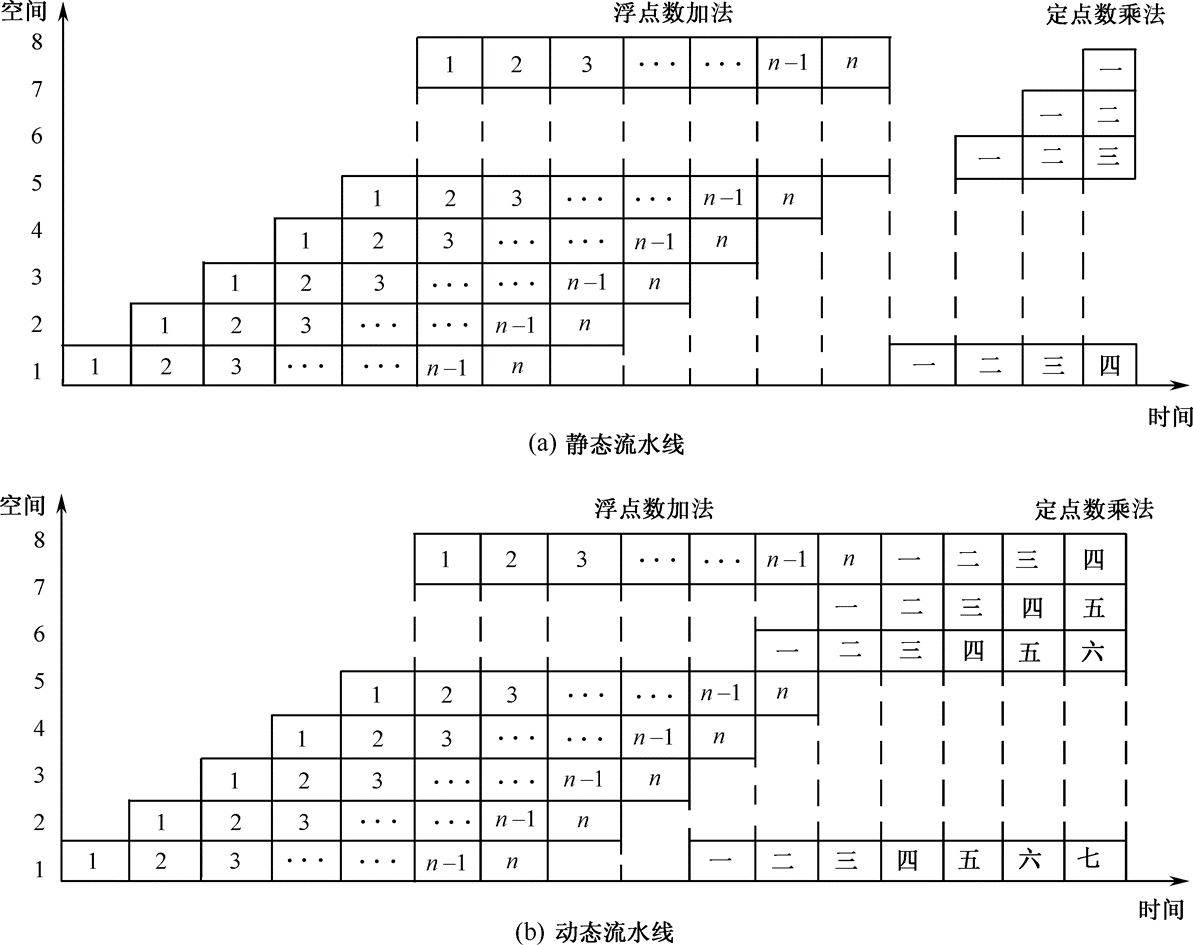 空间 浮点数加法 定点数乘法
8 1 2 3 ··· ··· n–1 n 一
7 一 二
6 一 二 三
5 1 2 3 ··· ··· n–1 n
4 1 2 3 ··· ··· n–1 n
3 1 2 3 ··· ··· n–1 n
2 1 2 3 ··· ··· n–1 n
1 1 2 3 ··· ··· n–1 n 一 二 三 四
时间
(a) 静态流水线
空间 浮点数加法 定点数乘法
8 1 2 3 ··· ··· n–1 n 一 二 三 四
7 一 二 三 四 五
6 一 二 三 四 五 六
5 1 2 3 ··· ··· n–1 n
4 1 2 3 ··· ··· n–1 n
3 1 2 3 ··· ··· n–1 n
2 1 2 3 ··· ··· n–1 n
1 1 2 3 ··· ··· n–1 n 一 二 三 四 五 六 七
时间
(b) 动态流水线